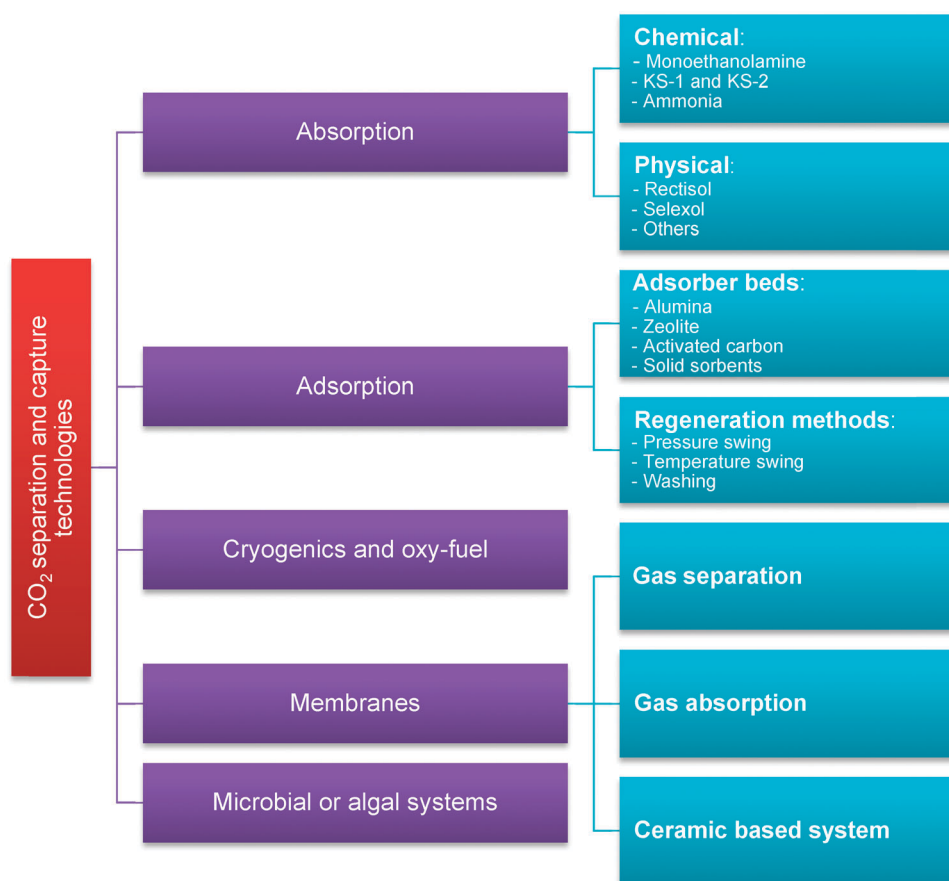 CO₂ separation and capture
technologies
Absorption
Chemical:
- Monoethanolamine
- KS-1 and KS-2
- Ammonia
Physical:
- Rectisol
- Selexol
- Others
Adsorption
Adsorber beds:
- Alumina
- Zeolite
- Activated carbon
- Solid sorbents
Regeneration methods:
- Pressure swing
- Temperature swing
- Washing
Cryogenics and oxy-fuel
Membranes
Gas separation
Gas absorption
Ceramic based system
Microbial or algal systems